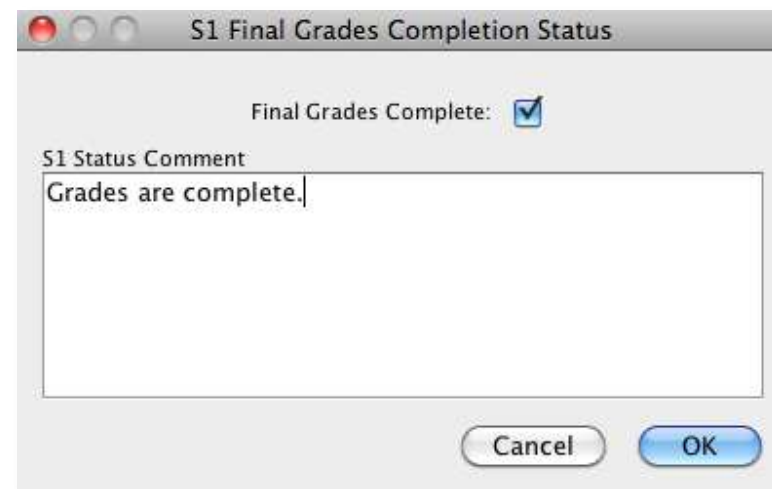 S1 Final Grades Completion Status
Final Grades Complete:
S1 Status Comment
Grades are complete.
Cancel OK